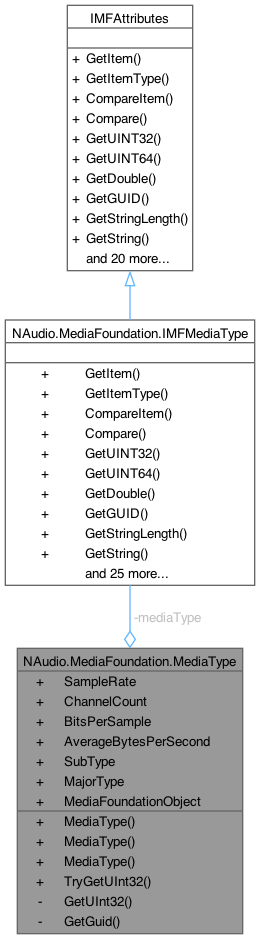 IMFAttributes
+ GetItem()
+ GetItemType()
+ CompareItem()
+ Compare()
+ GetUINT32()
+ GetUINT64()
+ GetDouble()
+ GetGUID()
+ GetStringLength()
+ GetString()
and 20 more...
NAudio.MediaFoundation.IMFMediaType
+ GetItem()
+ GetItemType()
+ CompareItem()
+ Compare()
+ GetUINT32()
+ GetUINT64()
+ GetDouble()
+ GetGUID()
+ GetStringLength()
+ GetString()
and 25 more...
-mediaType
NAudio.MediaFoundation.MediaType
+ SampleRate
+ ChannelCount
+ BitsPerSample
+ AverageBytesPerSecond
+ SubType
+ MajorType
+ MediaFoundationObject
+ MediaType()
+ MediaType()
+ MediaType()
+ TryGetUInt32()
- GetUInt32()
- GetGuid()